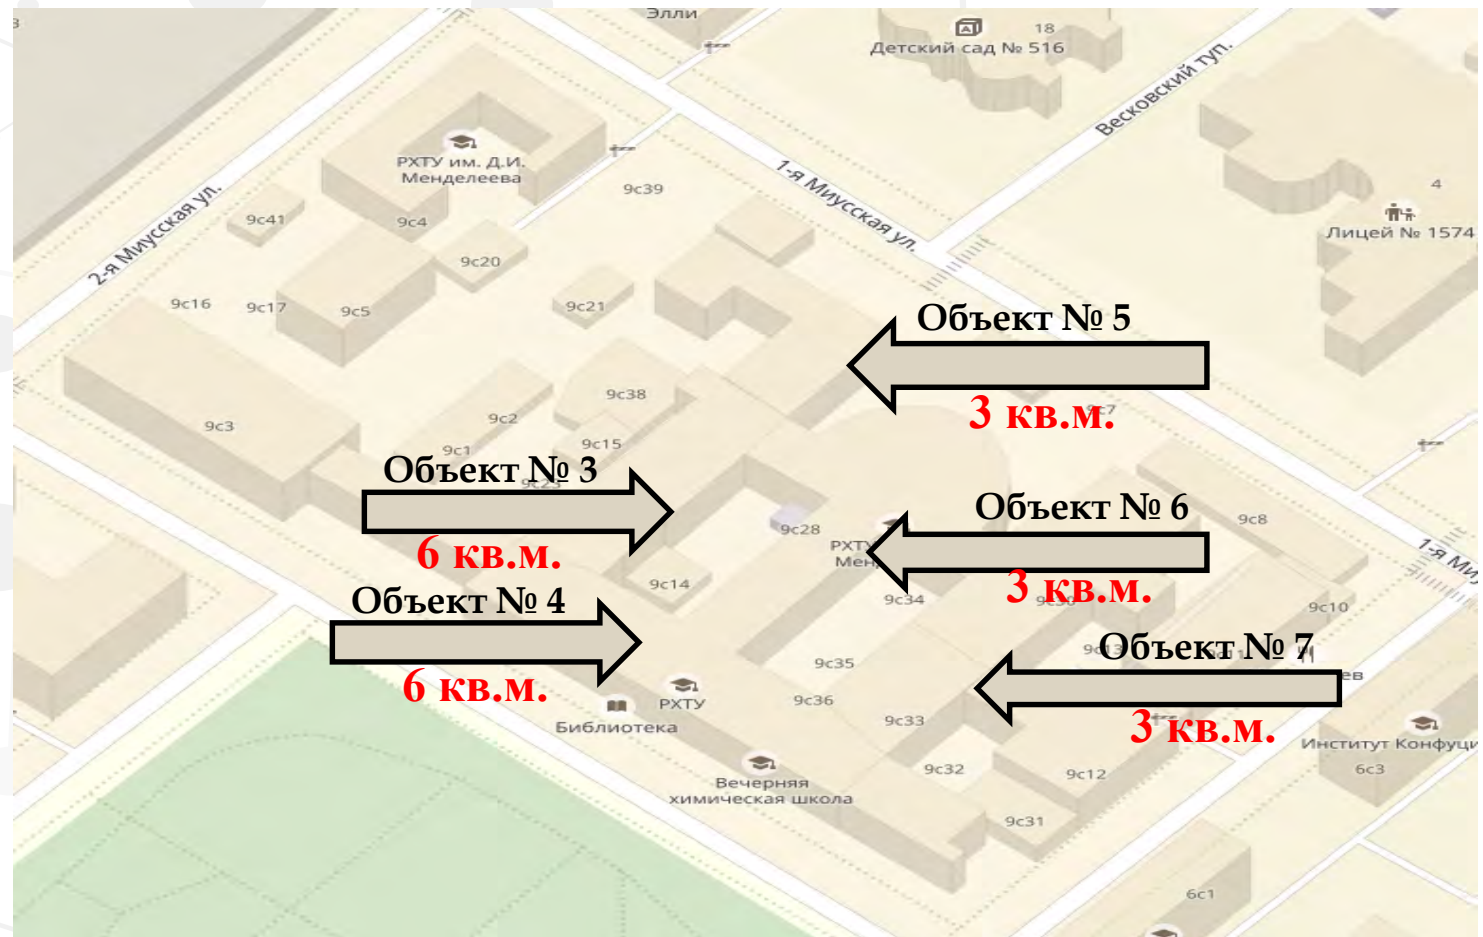 Элли
18
Детский сад № 516
Весковский туп.
РХТУ им. Д.И.
Менделеева
9с39
1-я Миусская ул.
4
Лицей № 1574
2-я Миусская ул.
9с41
9с4
9с20
9с16
9с17
9с5
9с21
Объект № 5
3 кв.м.
9с38
9с2
9с3
9с1
9с15
Объект № 3
6 кв.м.
Объект № 6
3 кв.м.
9с28
9с8
РХТУ
9с14
9с34
9с10
Объект № 4
6 кв.м.
Объект № 7
3 кв.м.
9с35
9с36
9с33
РХТУ
Библиотека
Вечерняя
химическая школа
9с32
9с12
9с31
Институт Конфуци
6с3
6с1